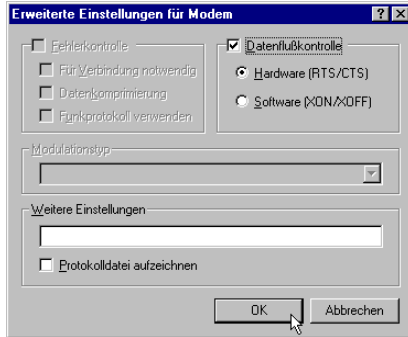 Erweiterte Einstellungen für Modem
Fehlerkontrolle
Für Verbindung notwendig
Datenkomprimierung
Funkprotokoll verwenden
Datenflußkontrolle
Hardware (RTS/CTS)
Software (XON/XOFF)
Modulationstyp
Weitere Einstellungen
Protokolldatei aufzeichnen
OK
Abbrechen